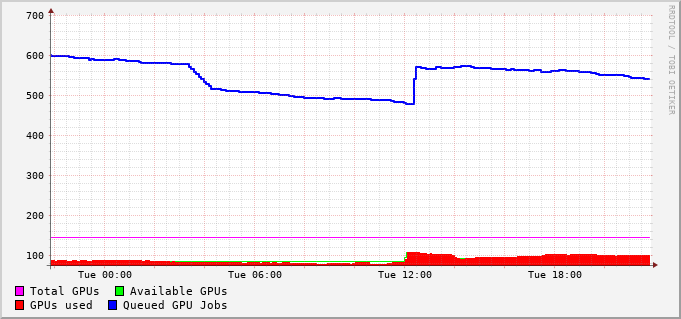 700
600
500
400
300
200
100
Tue 00:00 Tue 06:00 Tue 12:00 Tue 18:00
Total GPUs Available GPUs
GPUs used Queued GPU Jobs
RRDTOOL / TOBI OETIKER